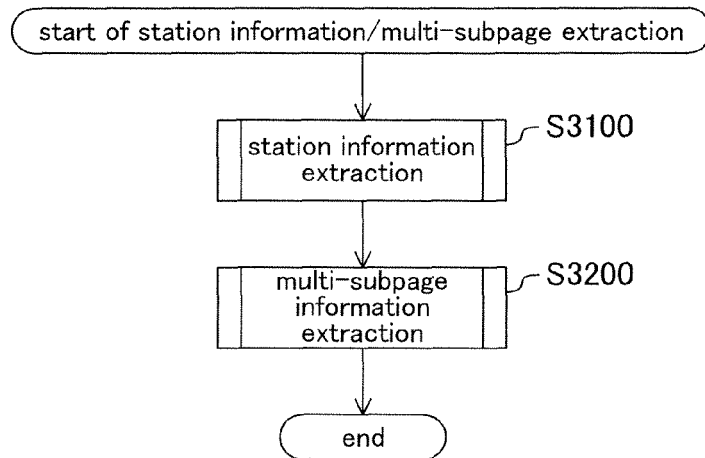 start of station information/multi-subpage extraction
S3100
station information
extraction
S3200
multi-subpage
information
extraction
end